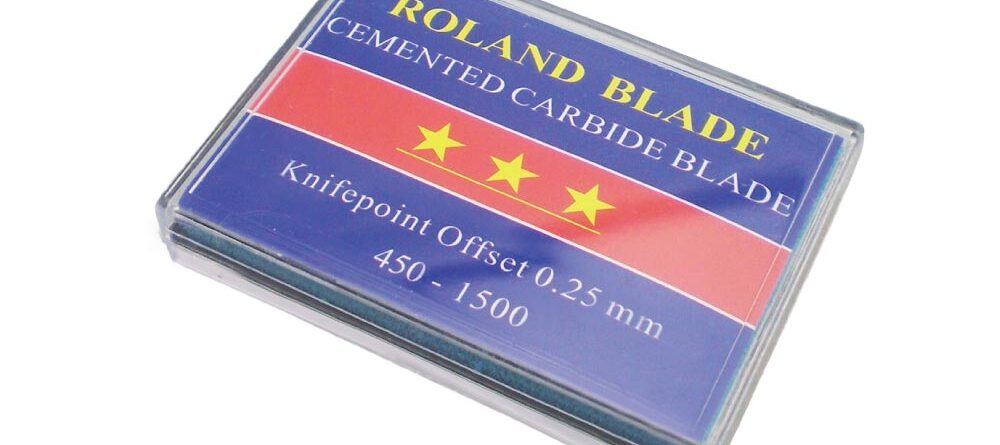 ROLAND BLADE
CEMENTED CARBIDE BLADE
Knifepoint Offset 0.25 mm
450 - 1500